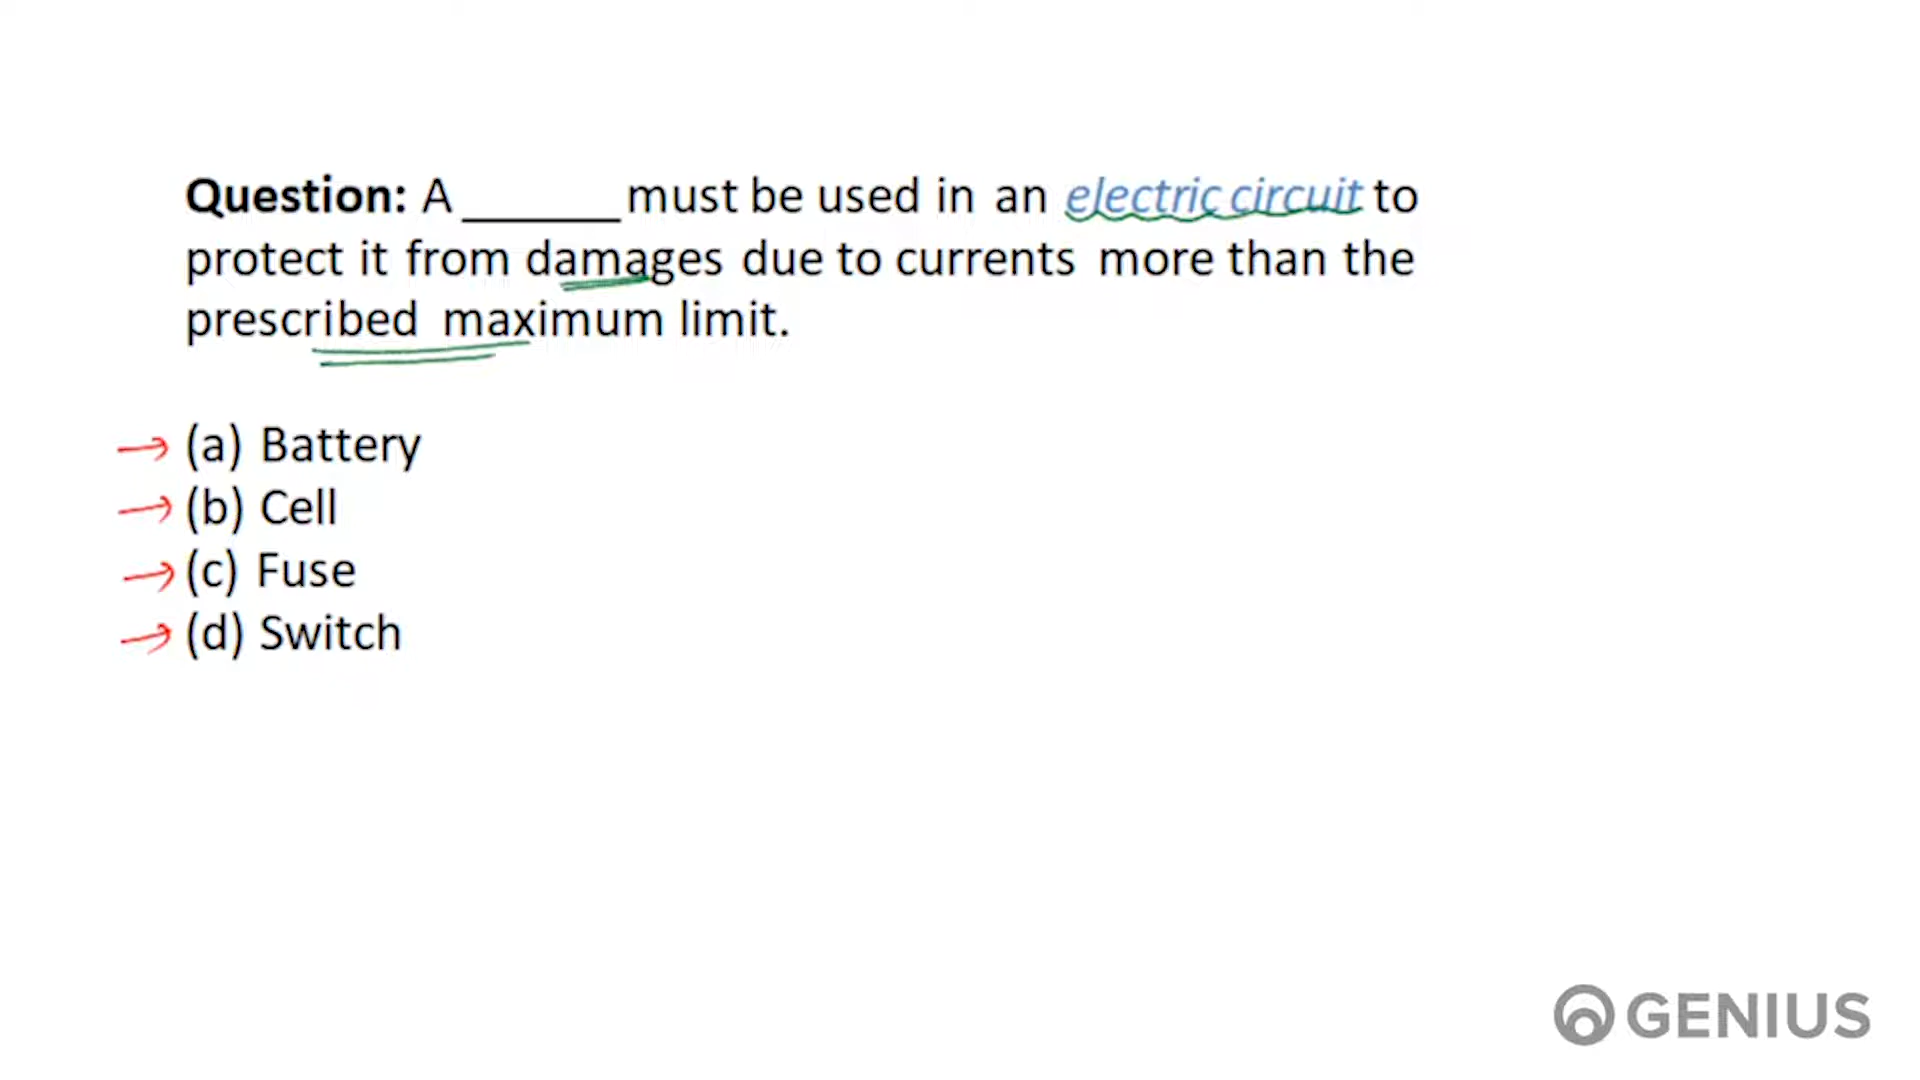 Question: A ______ must be used in an electric circuit to
protect it from damages due to currents more than the
prescribed maximum limit.
(a) Battery
(b) Cell
(c) Fuse
(d) Switch
GENIUS